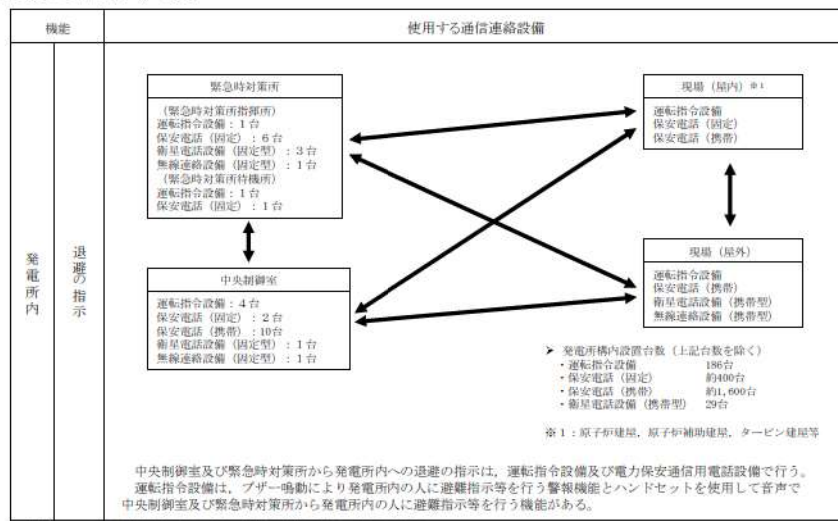 機能
使用する通信連絡設備
発電所内
退避の指示
緊急時対策所
（緊急時対策所指揮所）
運転指令設備：１台
保安電話（固定）：６台
衛星電話設備（固定型）：３台
無線連絡設備（固定型）：１台
（緊急時対策所待機所）
運転指令設備：１台
保安電話（固定）：１台
中央制御室
運転指令設備：４台
保安電話（固定）：２台
保安電話（携帯）：10台
衛星電話設備（固定型）：１台
無線連絡設備（固定型）：１台
現場（屋内）※１
運転指令設備
保安電話（固定）
保安電話（携帯）
現場（屋外）
運転指令設備
保安電話（携帯）
衛星電話設備（携帯型）
無線連絡設備（携帯型）
➤ 発電所構内設置台数（上記台数を除く）
・運転指令設備 186台
・保安電話（固定） 約400台
・保安電話（携帯） 約1,600台
・衛星電話設備（携帯型） 29台
※１：原子炉建屋，原子炉補助建屋，タービン建屋等
中央制御室及び緊急時対策所から発電所内への退避の指示は，運転指令設備及び電力保安通信用電話設備で行う。
運転指令設備は，ブザー鳴動により発電所内の人に避難指示等を行う警報機能とハンドセットを使用して音声で
中央制御室及び緊急時対策所から発電所内の人に避難指示等を行う機能がある。